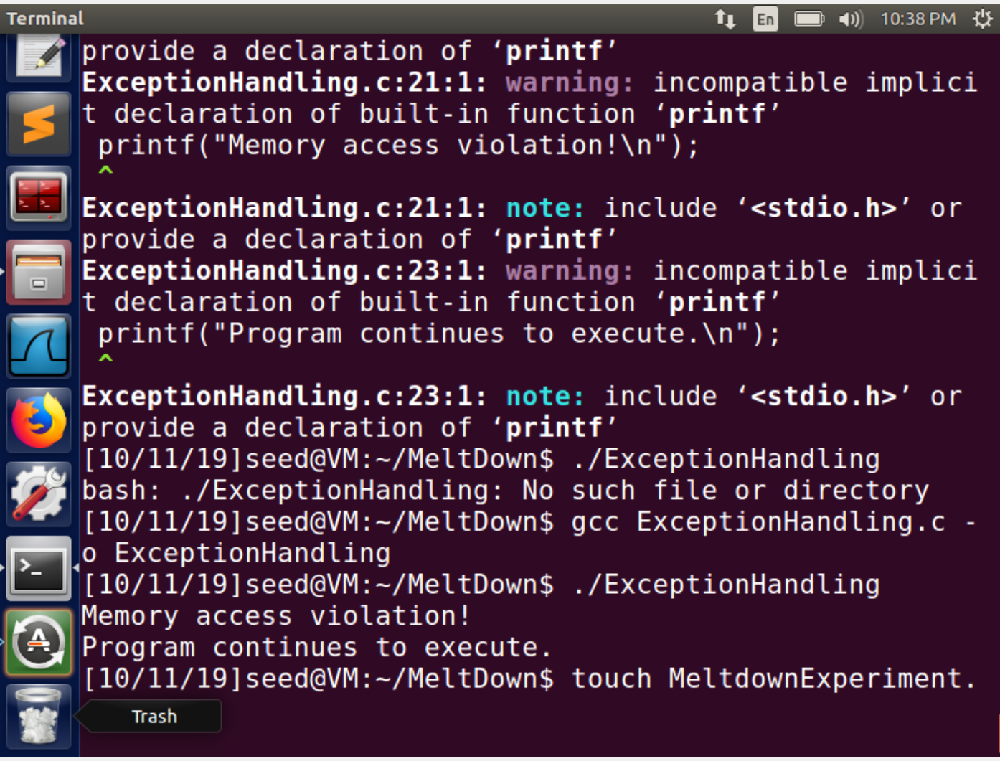 Terminal
En
10:38 PM
provide a declaration of ‘printf’
ExceptionHandling.c:21:1: warning: incompatible implici
t declaration of built-in function ‘printf’
 printf("Memory access violation!\n");
 ^
ExceptionHandling.c:21:1: note: include ‘<stdio.h>’ or
provide a declaration of ‘printf’
ExceptionHandling.c:23:1: warning: incompatible implici
t declaration of built-in function ‘printf’
 printf("Program continues to execute.\n");
 ^
ExceptionHandling.c:23:1: note: include ‘<stdio.h>’ or
provide a declaration of ‘printf’
[10/11/19]seed@VM:~/MeltDown$ ./ExceptionHandling
bash: ./ExceptionHandling: No such file or directory
[10/11/19]seed@VM:~/MeltDown$ gcc ExceptionHandling.c -
o ExceptionHandling
[10/11/19]seed@VM:~/MeltDown$ ./ExceptionHandling
Memory access violation!
Program continues to execute.
[10/11/19]seed@VM:~/MeltDown$ touch MeltdownExperiment.
Trash